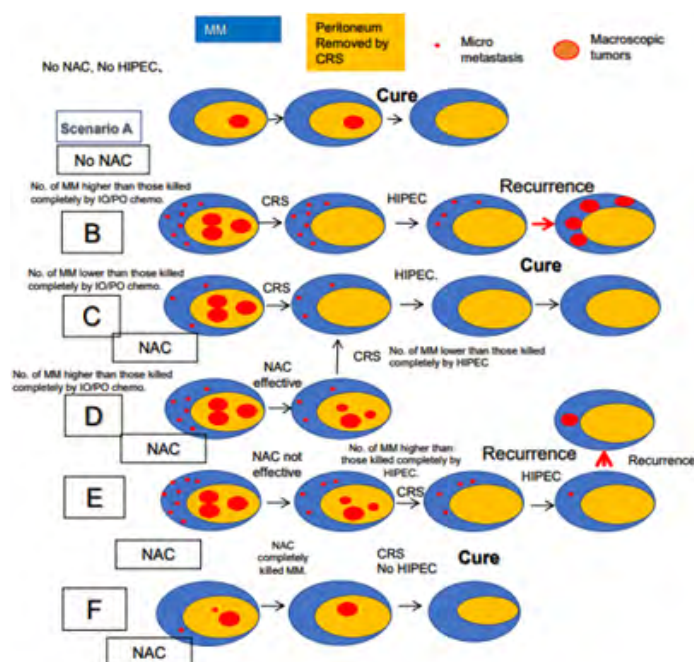 MM
Peritoneum
Removed by
CRS
Micro
metastasis
Macroscopic
tumors
No NAC, No HIPEC,
Cure
Scenario A
No NAC
No. of MM higher than those killed
completely by IO/PO chemo.
B
CRS
HIPEC
Recurrence
No. of MM lower than those killed
completely by IO/PO chemo.
C
CRS
HIPEC.
Cure
NAC
CRS
No. of MM lower than those killed
completely by HIPEC
No. of MM higher than those killed
completely by IO/PO chemo.
D
NAC
effective
NAC
E
NAC not
effective
No. of MM higher than
those killed completely by
HIPEC.
CRS
Recurrence
HIPEC
Recurrence
NAC
NAC
completely
killed MM.
CRS
No HIPEC
Cure
F
NAC